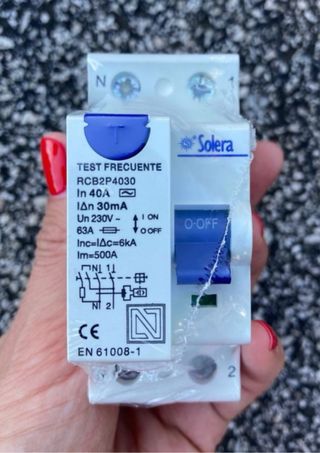 N 1
T
TEST FRECUENTE
RCB2P4030
In 40A
IΔn 30mA
Un 230V~
63A
I ON
O OFF
Inc=IΔc=6kA
Im=500A
N 1
N 2
CE
N
EN 61008-1
Solera
O-OFF
2